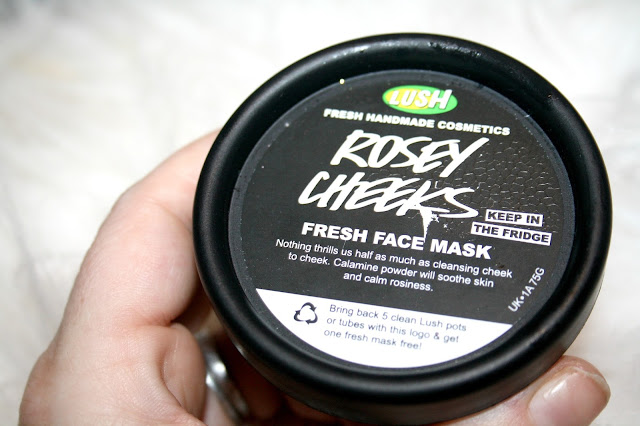 LUSH
FRESH HANDMADE COSMETICS
ROSEY
CHEEKS
KEEP IN
THE FRIDGE
FRESH FACE MASK
Nothing thrills us half as much as cleansing cheek
to cheek. Calamine powder will soothe skin
and calm rosiness.
UK•1A 75G
Bring back 5 clean Lush pots
or tubes with this logo & get
one fresh mask free!